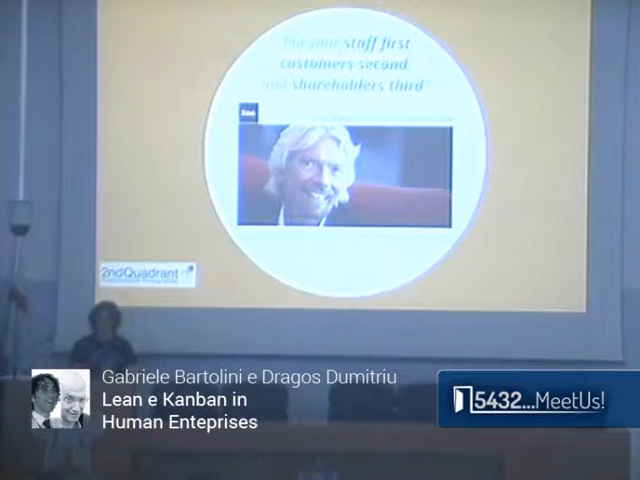 "Put your staff first,
customers second,
and shareholders third"
2ndQuadrant
Gabriele Bartolini e Dragos Dumitriu
Lean e Kanban in
Human Enteprises
5432...MeetUs!